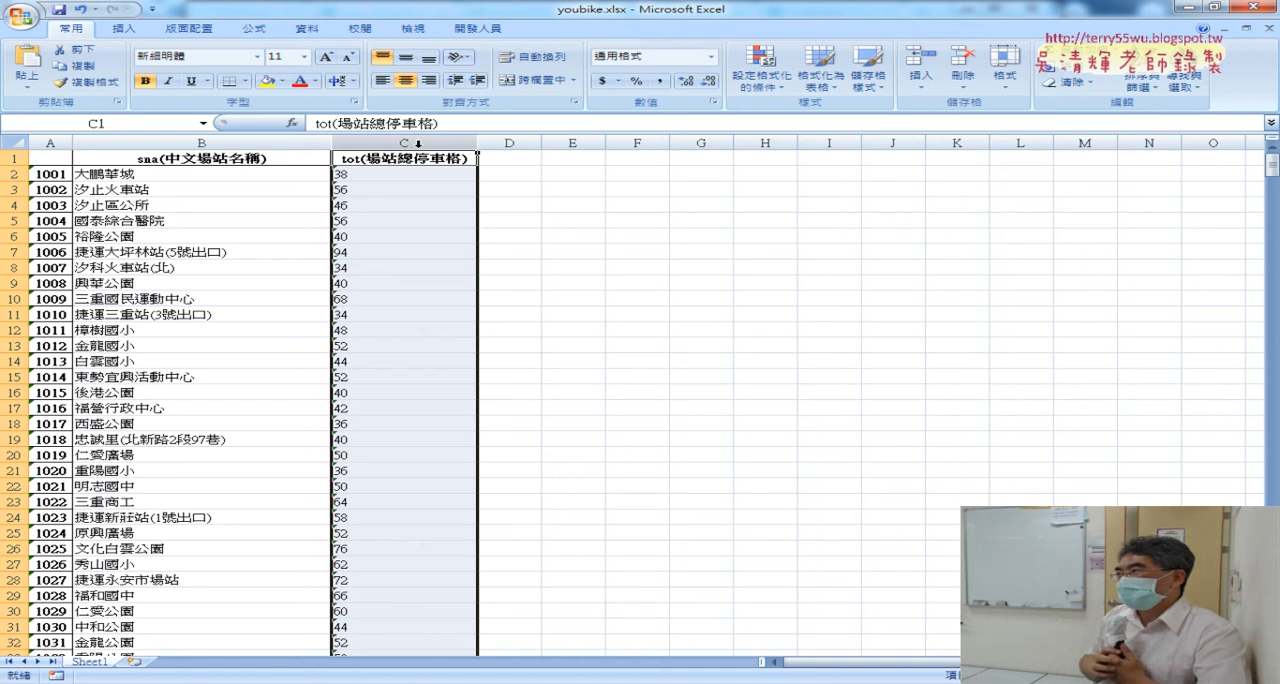 youbike.xlsx - Microsoft Excel
常用 插入 版面配置 公式 資料 校閱 檢視 開發人員
http://terry55wu.blogspot.tw
吳清輝老師錄製
貼上
剪下
複製
複製格式
剪貼簿
新細明體 11
B I U
字型
自動換列
跨欄置中
對齊方式
通用格式
$ % ,
數值
設定格式化的條件
格式化為表格
儲存格樣式
樣式
插入 刪除 格式
儲存格
清除
排序與篩選
尋找與選取
編輯
C1 fx tot(場站總停車格)
A B C D E F G H I J K L M N O
1 sna(中文場站名稱) tot(場站總停車格)
2 1001 大鵬華城 38
3 1002 汐止火車站 56
4 1003 汐止區公所 46
5 1004 國泰綜合醫院 56
6 1005 裕隆公園 40
7 1006 捷運大坪林站(5號出口) 94
8 1007 汐科火車站(北) 34
9 1008 興華公園 40
10 1009 三重國民運動中心 68
11 1010 捷運三重站(3號出口) 34
12 1011 樟樹國小 48
13 1012 金龍國小 52
14 1013 白雲國小 44
15 1014 東勢宜興活動中心 52
16 1015 後港公園 40
17 1016 福營行政中心 42
18 1017 西盛公園 36
19 1018 忠誠里(北新路2段97巷) 40
20 1019 仁愛廣場 50
21 1020 重陽國小 36
22 1021 明志國中 50
23 1022 三重商工 64
24 1023 捷運新莊站(1號出口) 58
25 1024 原興廣場 52
26 1025 文化白雲公園 76
27 1026 秀山國小 62
28 1027 捷運永安市場站 72
29 1028 福和國中 66
30 1029 仁愛公園 60
31 1030 中和公園 44
32 1031 金龍公園 52
Sheet1
就緒